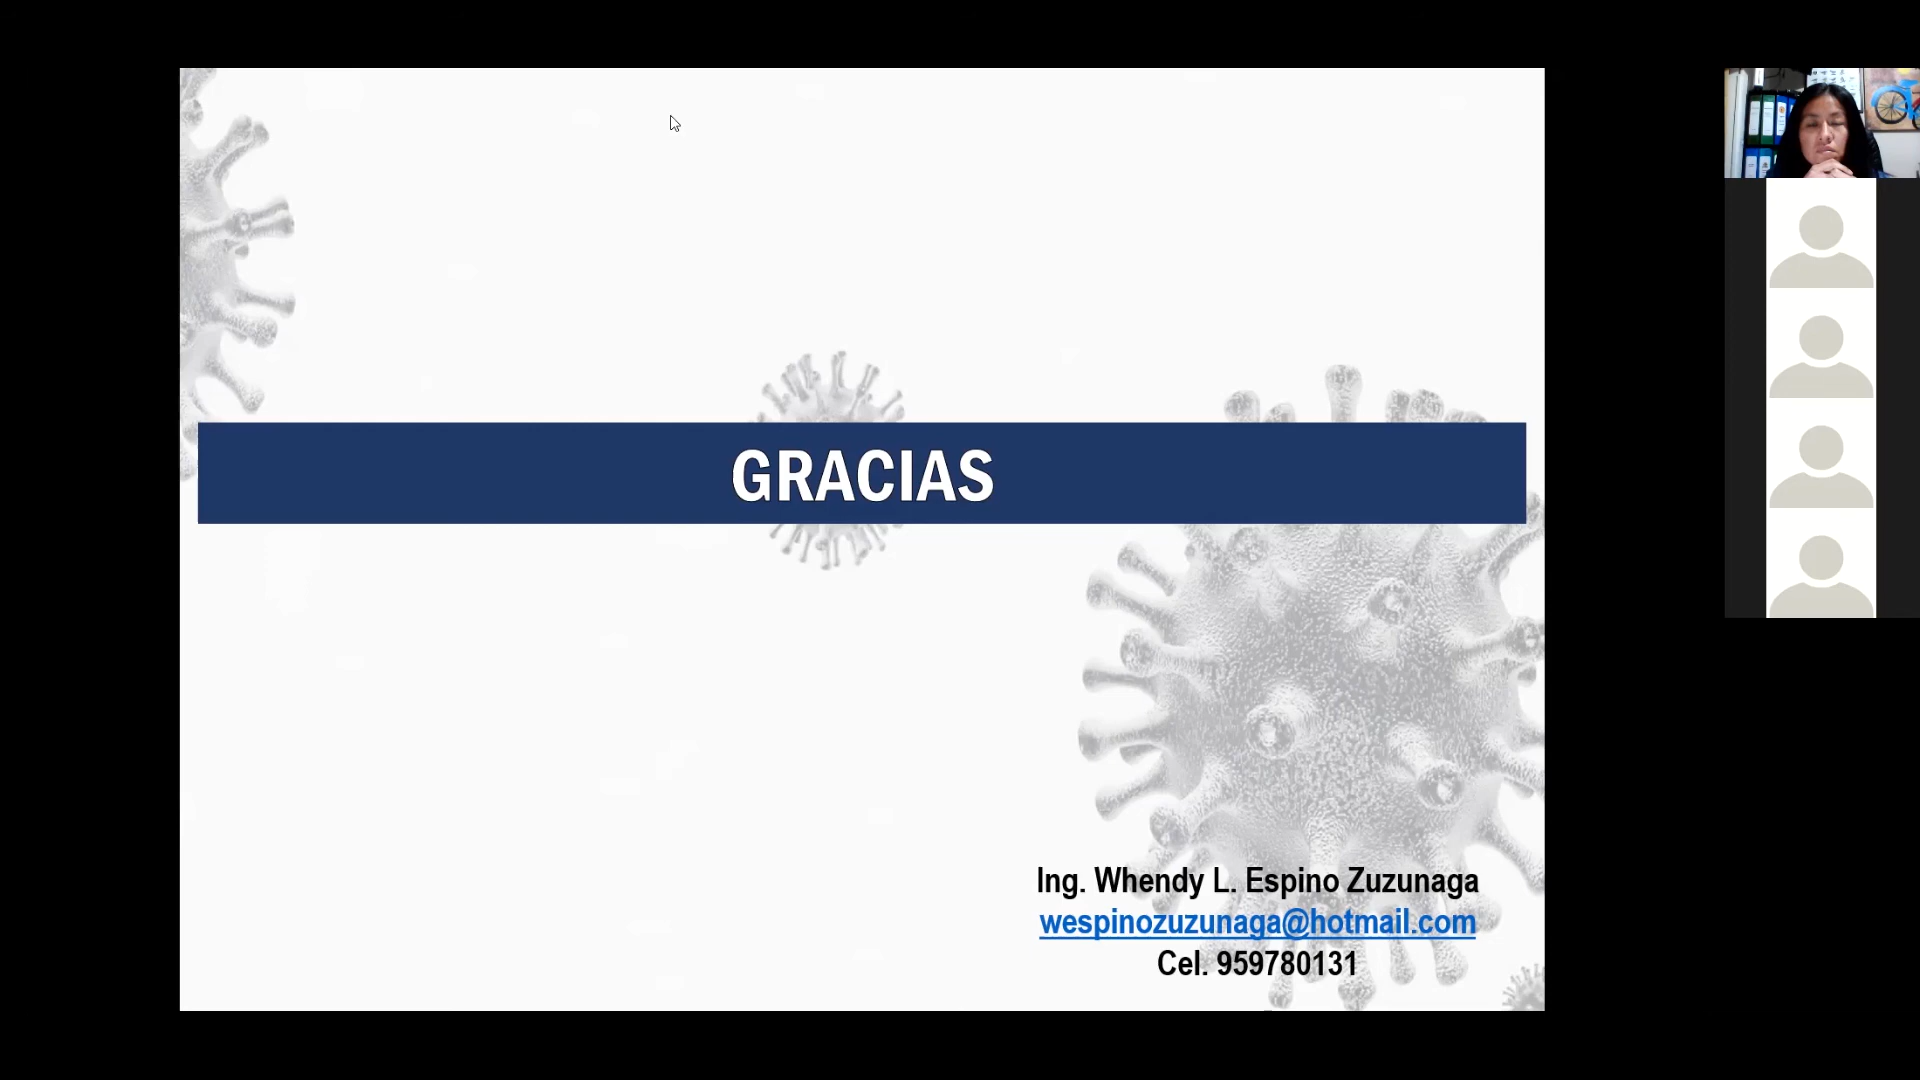 GRACIAS
Ing. Whendy L. Espino Zuzunaga
wespinozuzunaga@hotmail.com
Cel. 959780131